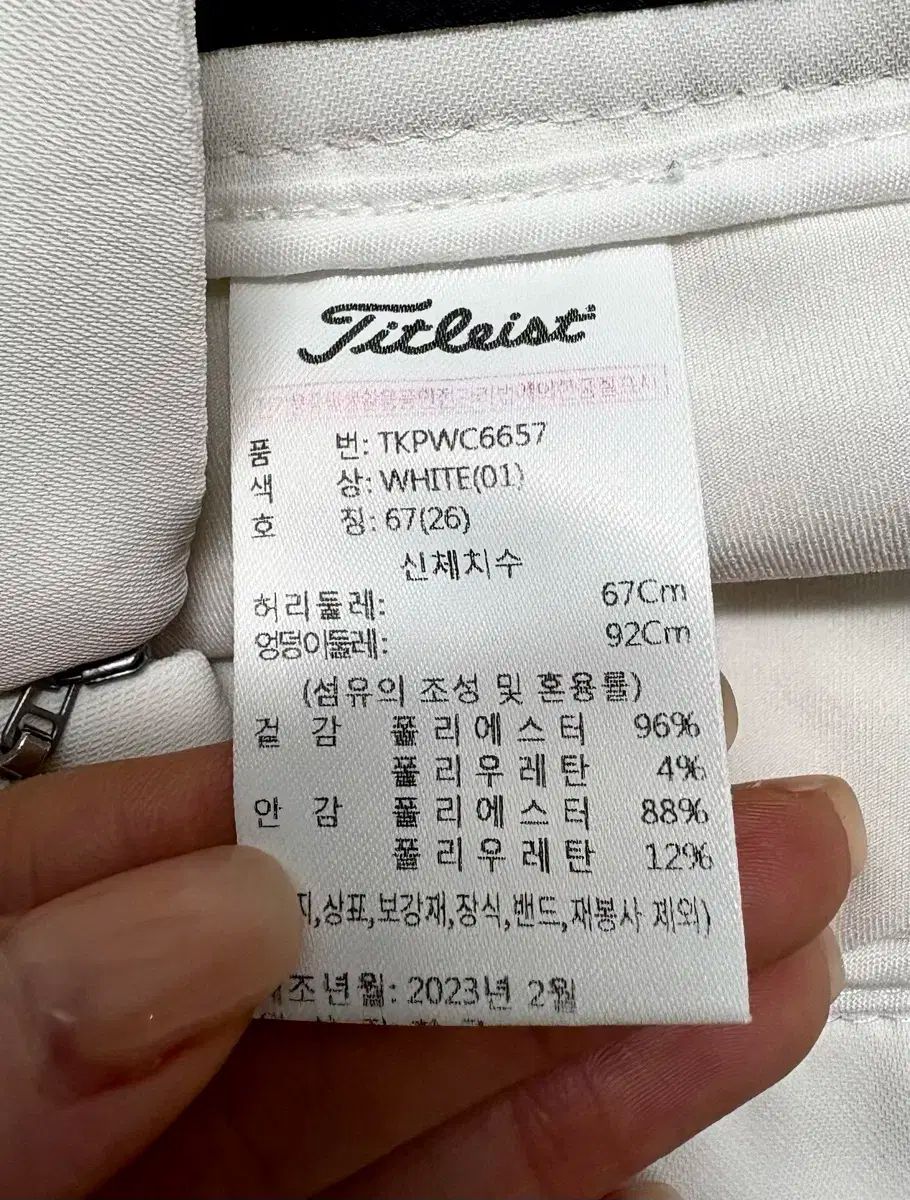 Titleist
품 번: TKPWC6657
색 상: WHITE(01)
호 칭: 67(26)
신체치수
허리둘레: 67Cm
엉덩이둘레: 92Cm
(섬유의 조성 및 혼용률)
겉 감 폴리에스터 96%
폴리우레탄 4%
안 감 폴리에스터 88%
폴리우레탄 12%
지,상표,보강재,장식,밴드,재봉사 제외)
제조년월: 2023년 2월